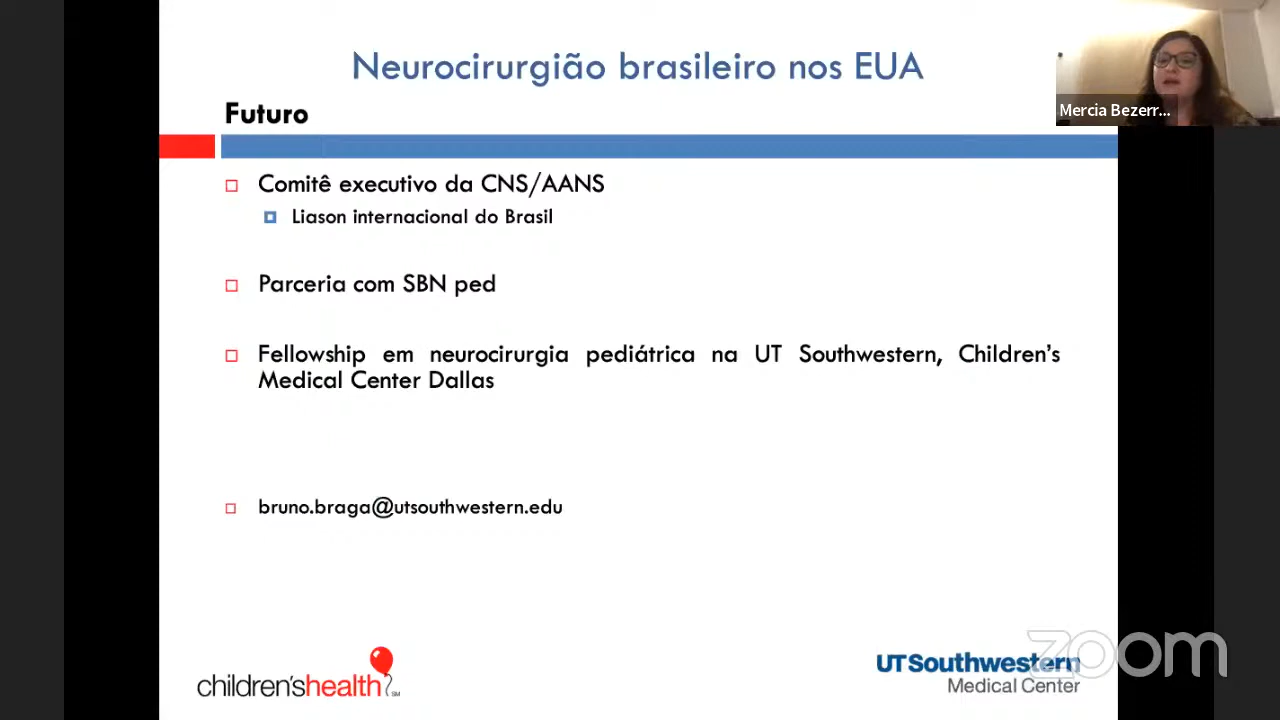 Neurocirurgião brasileiro nos EUA
Mercia Bezerr...
Futuro
Comitê executivo da CNS/AANS
Liason internacional do Brasil
Parceria com SBN ped
Fellowship em neurocirurgia pediátrica na UT Southwestern, Children's
Medical Center Dallas
bruno.braga@utsouthwestern.edu
children'shealth SM
UTSouthwestern
Medical Center
zoom